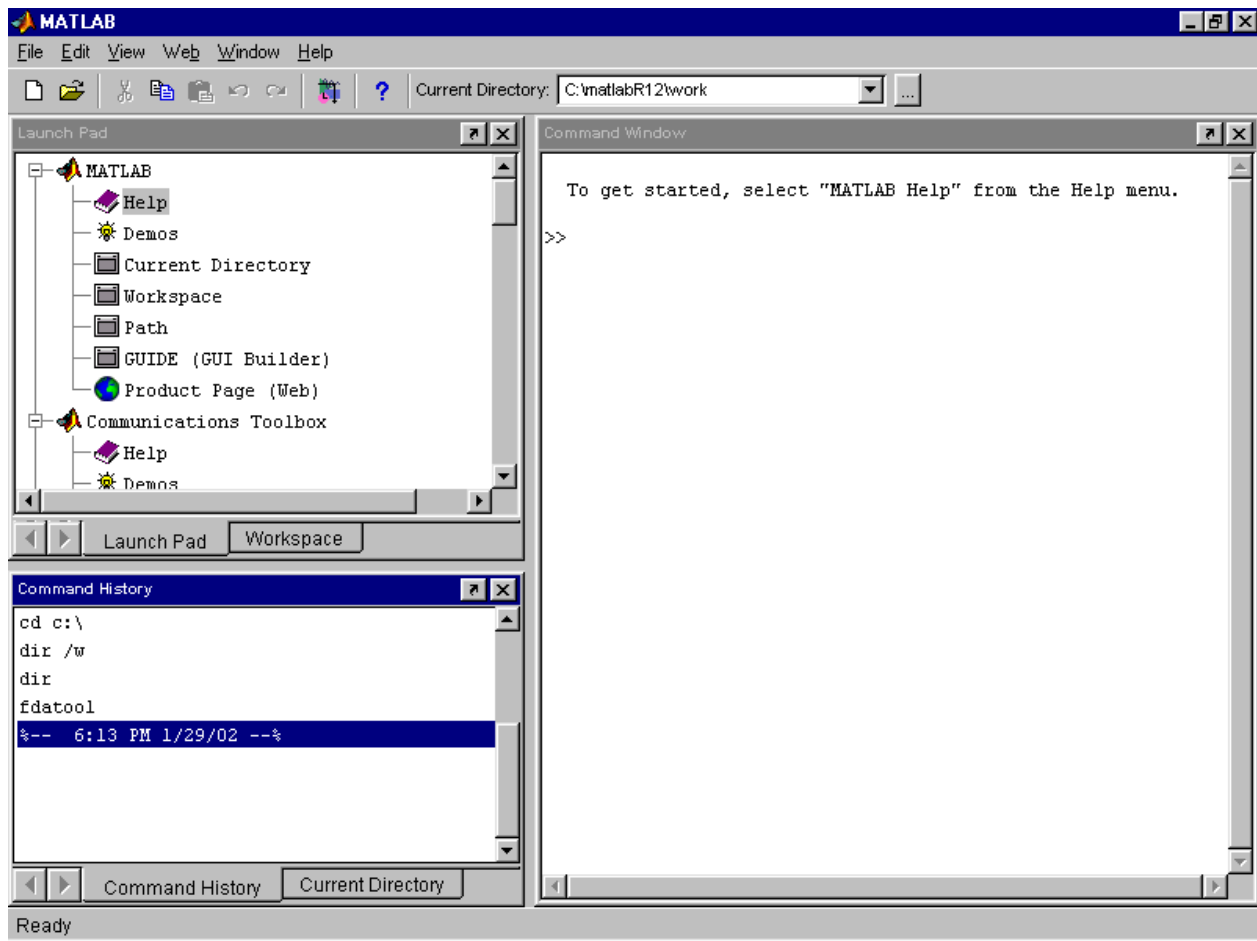 MATLAB
File Edit View Web Window Help
Current Directory: C:\matlabR12\work ...
Launch Pad
MATLAB
Help
Demos
Current Directory
Workspace
Path
GUIDE (GUI Builder)
Product Page (Web)
Communications Toolbox
Help
Demos
Launch Pad Workspace
Command History
cd c:\
dir /w
dir
fdatool
%-- 6:13 PM 1/29/02 --%
Command History Current Directory
Command Window
To get started, select "MATLAB Help" from the Help menu.
>>
Ready